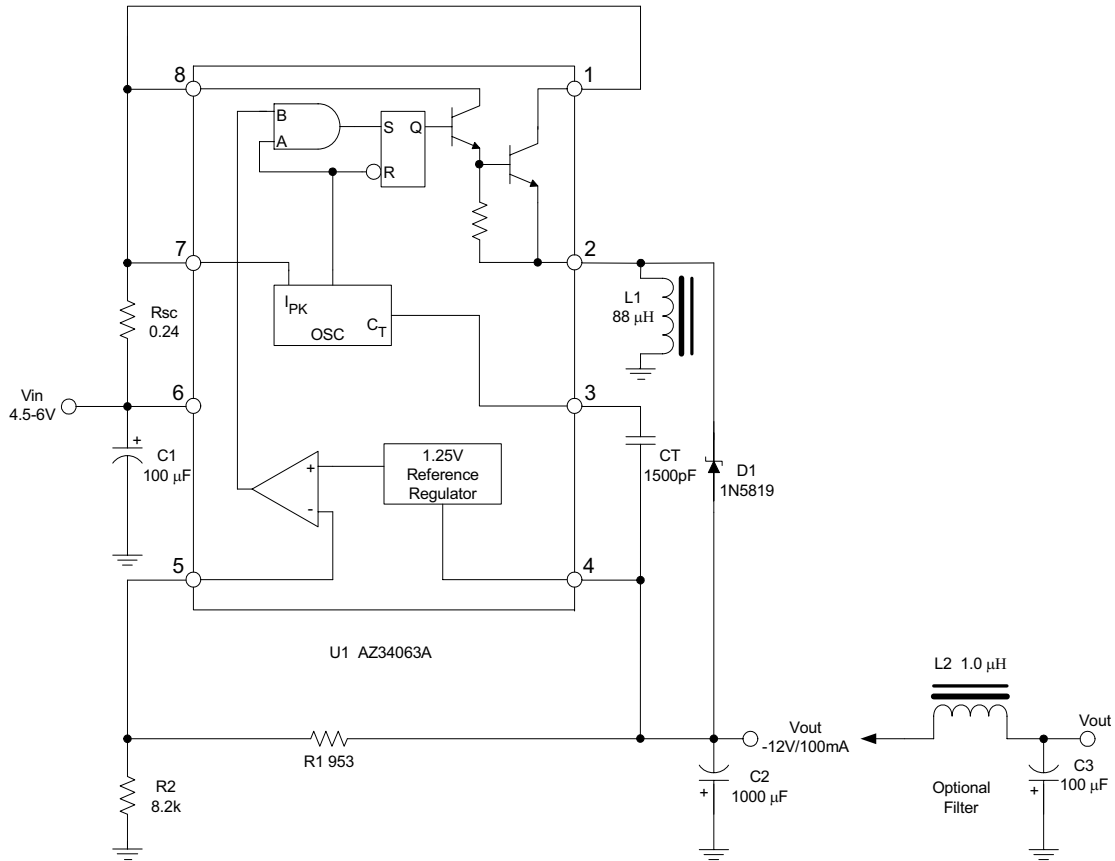 8
1
B
A
S
Q
R
7
2
Rsc
0.24
IPK
CT
OSC
L1
88 μH
Vin
4.5-6V
6
3
C1
100 μF
+
+
-
1.25V
Reference
Regulator
CT
1500pF
D1
1N5819
5
4
U1 AZ34063A
L2 1.0 μH
Vout
-12V/100mA
Vout
R1 953
R2
8.2k
C2
1000 μF
+
Optional
Filter
C3
100 μF
+